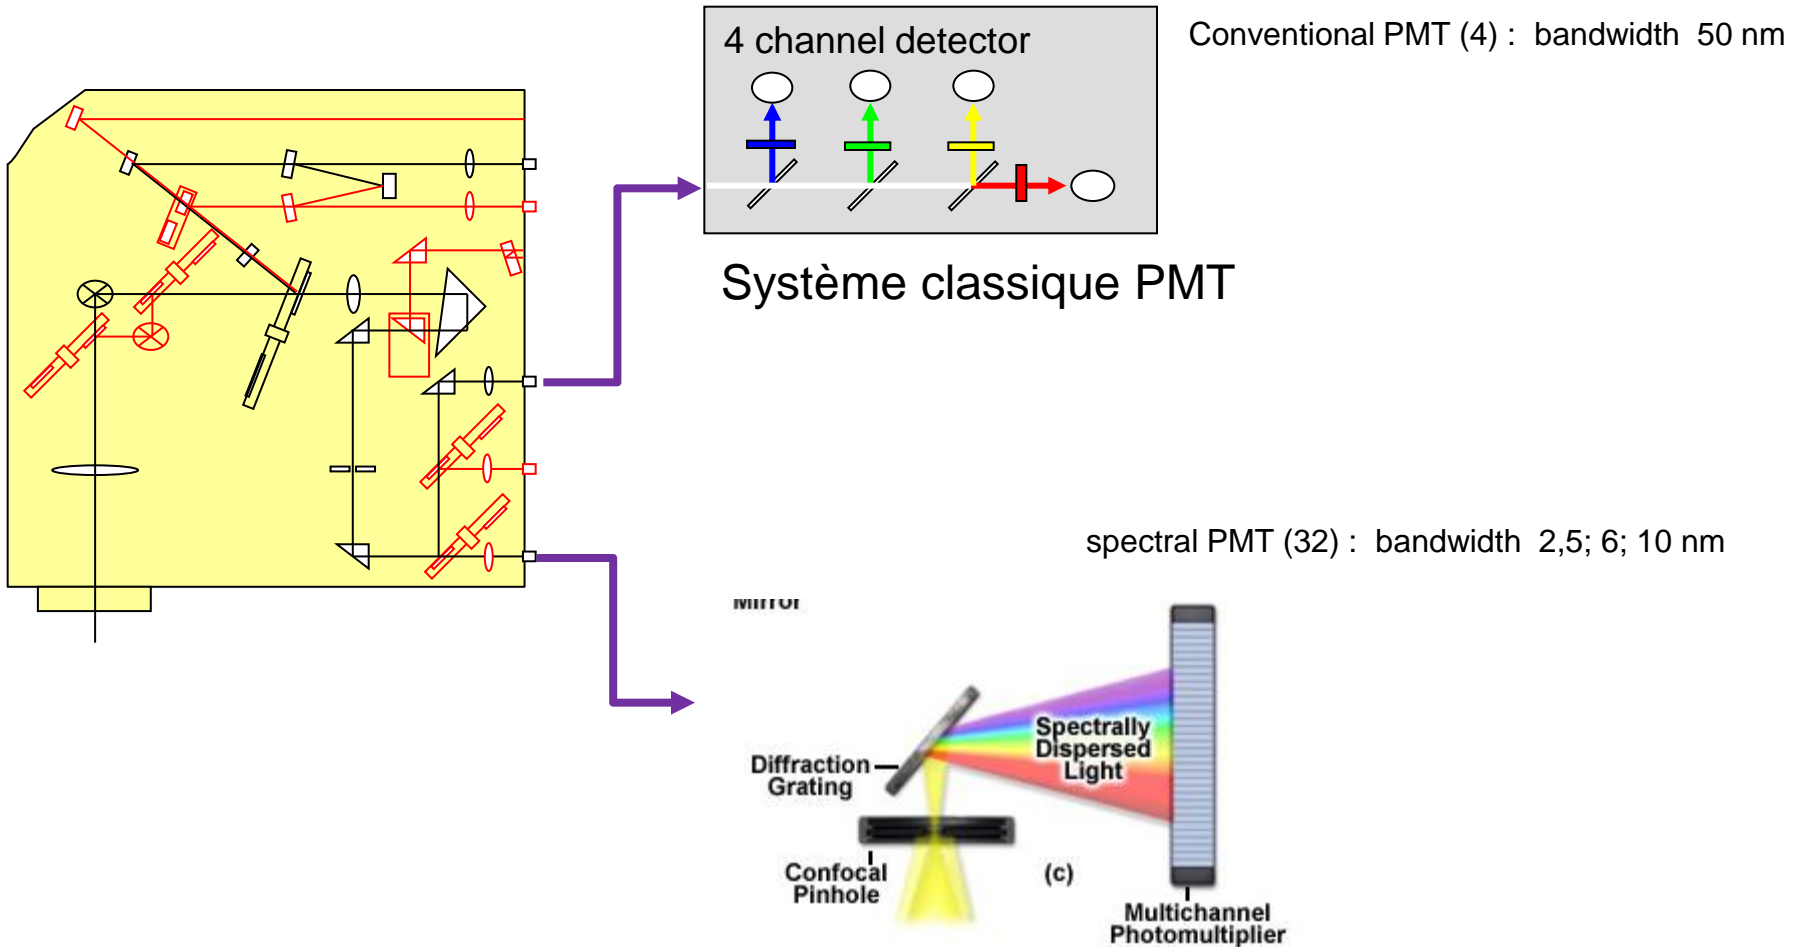 4 channel detector
Conventional PMT (4) :  bandwidth  50 nm
Système classique PMT
spectral PMT (32) :  bandwidth  2,5; 6; 10 nm
Mirror
Spectrally
Dispersed
Light
Diffraction
Grating
Confocal
Pinhole
(c)
Multichannel
Photomultiplier